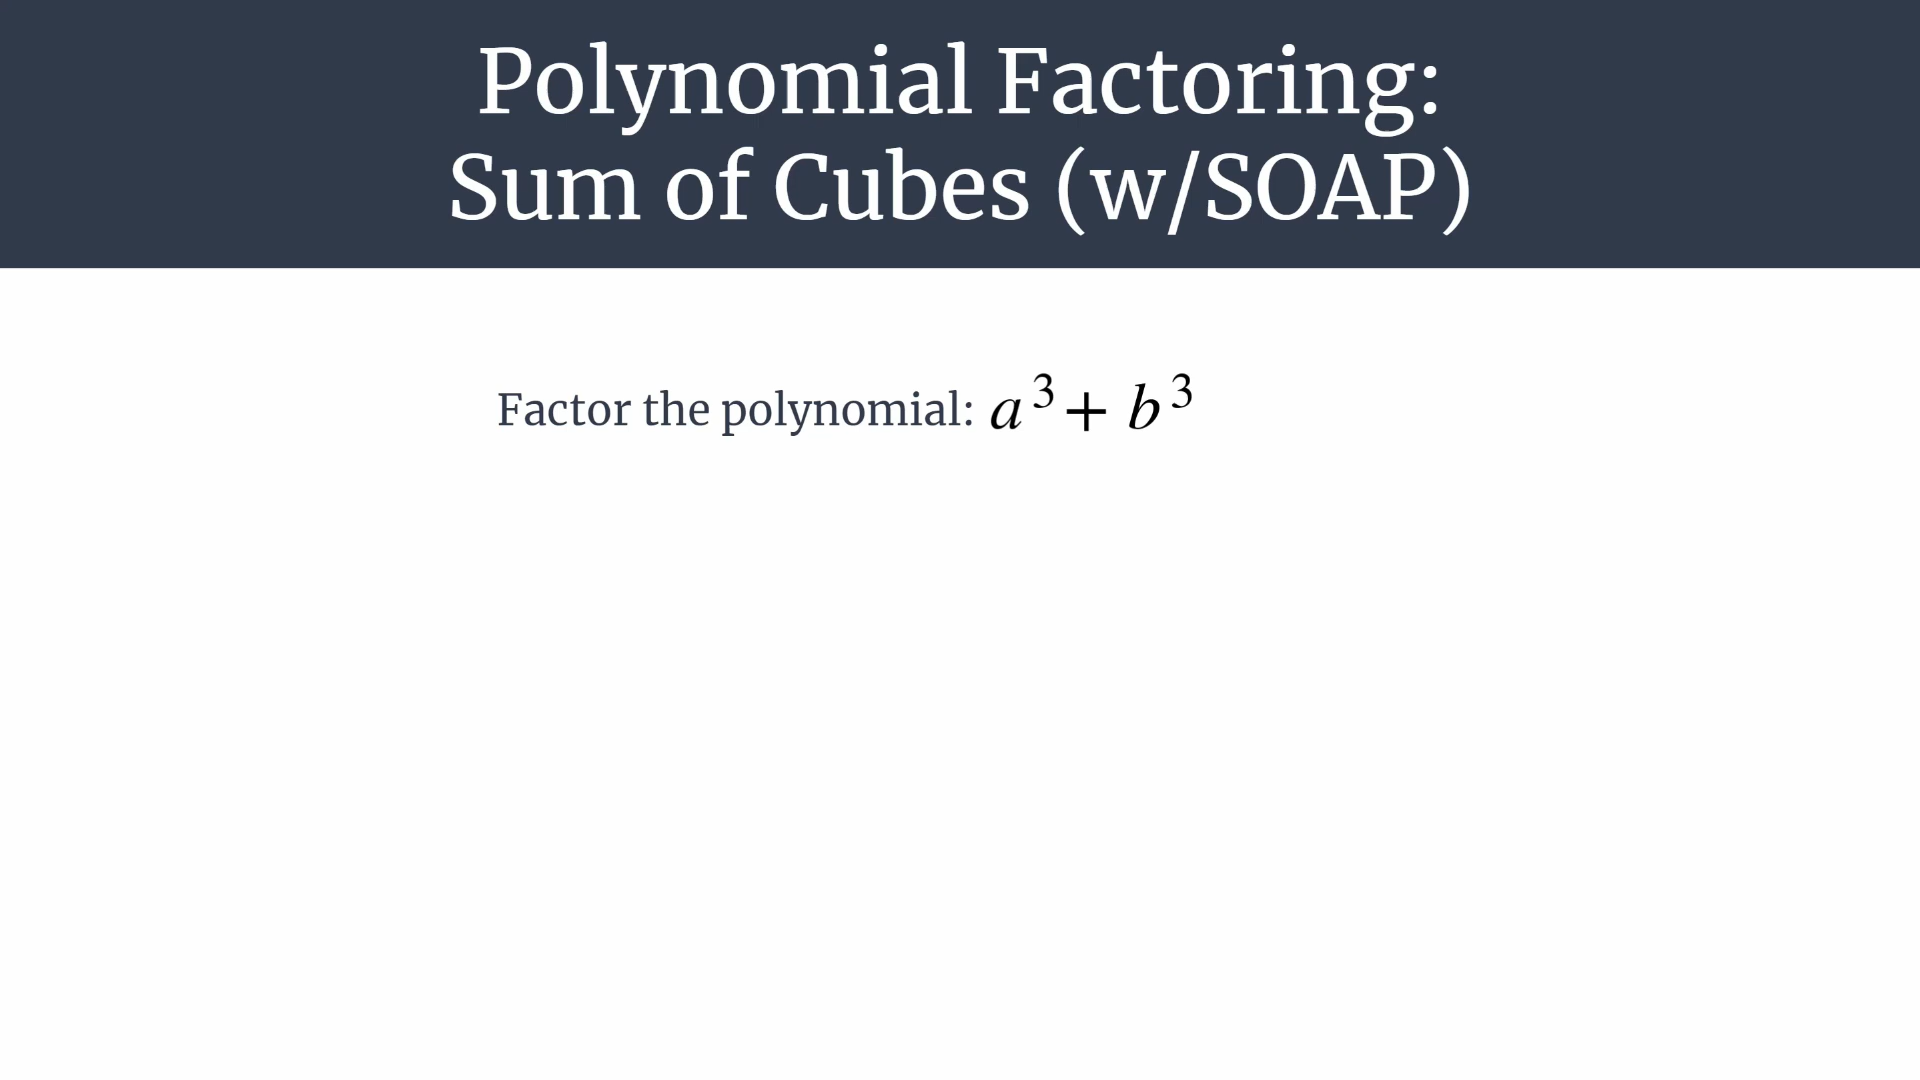 Polynomial Factoring:
Sum of Cubes (w/SOAP)
Factor the polynomial: a³ + b³